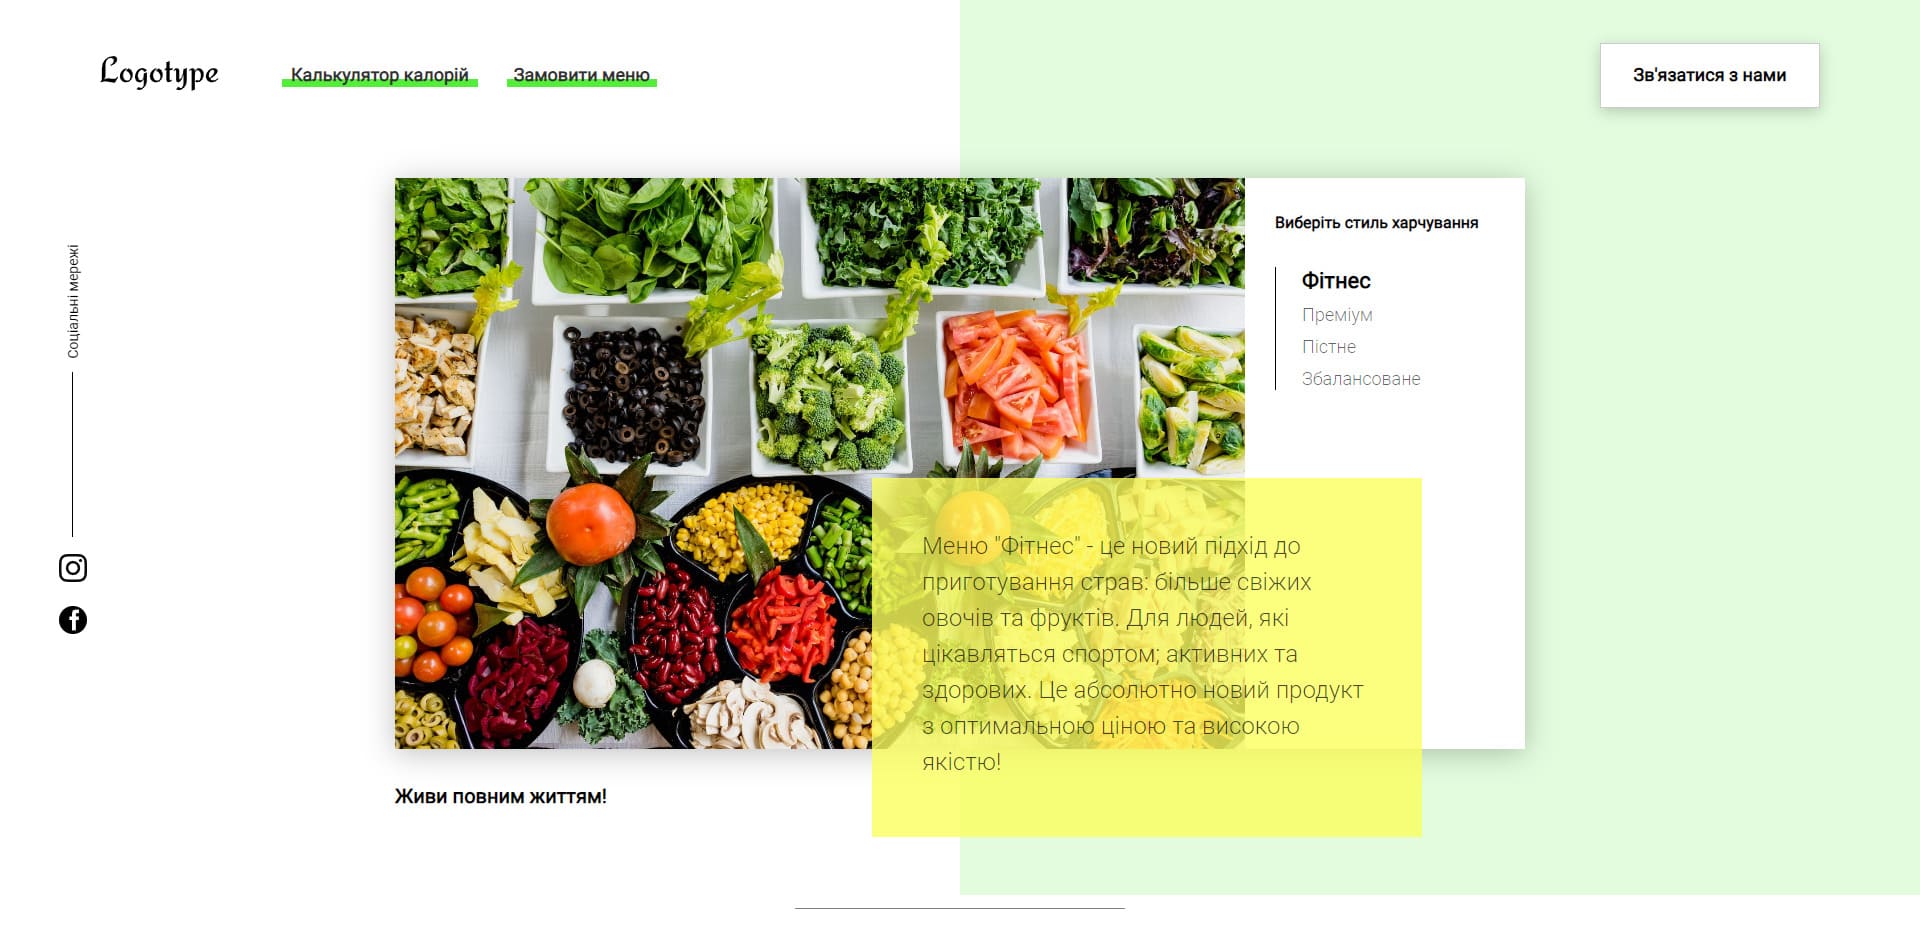 Logotype
Калькулятор калорій
Замовити меню
Зв'язатися з нами
Соціальні мережі
Виберіть стиль харчування
Фітнес
Преміум
Пістне
Збалансоване
Меню "Фітнес" - це новий підхід до
приготування страв: більше свіжих
овочів та фруктів. Для людей, які
цікавляться спортом; активних та
здорових. Це абсолютно новий продукт
з оптимальною ціною та високою
якістю!
Живи повним життям!